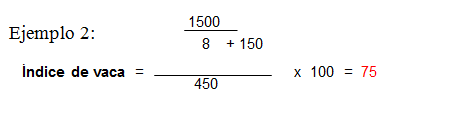 1500
Ejemplo 2:
8 + 150
Índice de vaca = x 100 = 75
450